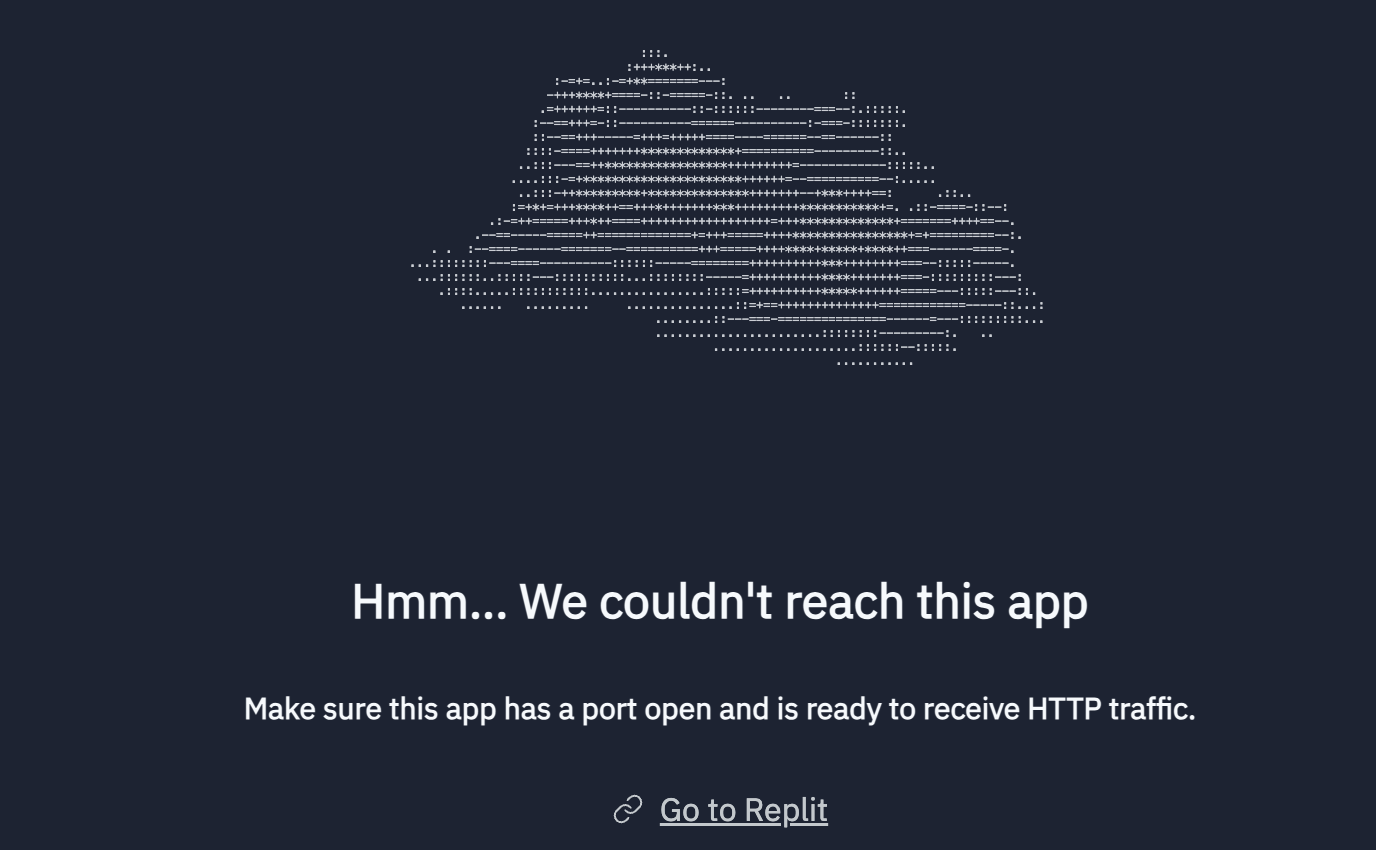 Hmm... We couldn't reach this app
Make sure this app has a port open and is ready to receive HTTP traffic.
Go to Replit